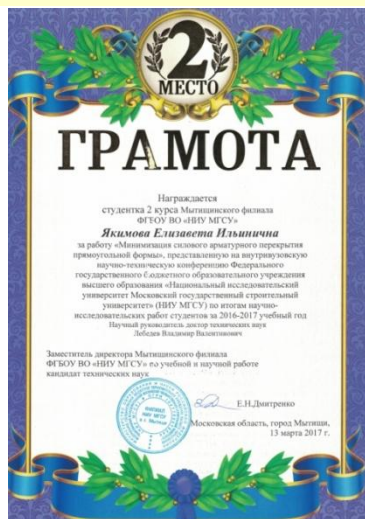 2
МЕСТО
ГРАМОТА
Награждается
студентка 2 курса Мытищинского филиала
ФГБОУ ВО «НИУ МГСУ»
Якимова Елизавета Ильинична
за работу «Минимизация силового арматурного перекрытия
прямоугольной формы», представленную на внутривузовскую
научно-техническую конференцию Федерального
государственного бюджетного образовательного учреждения
высшего образования «Национальный исследовательский
университет Московский государственный строительный
университет» (НИУ МГСУ) по итогам научно-
исследовательских работ студентов за 2016-2017 учебный год
Научный руководитель доктор технических наук
Лебедев Владимир Валентинович
Заместитель директора Мытищинского филиала
ФГБОУ ВО «НИУ МГСУ» по учебной и научной работе
кандидат технических наук
Е.Н.Дмитренко
ФИЛИАЛ
НИУ МГСУ
в г. Мытищи
Московская область, город Мытищи,
13 марта 2017 г.